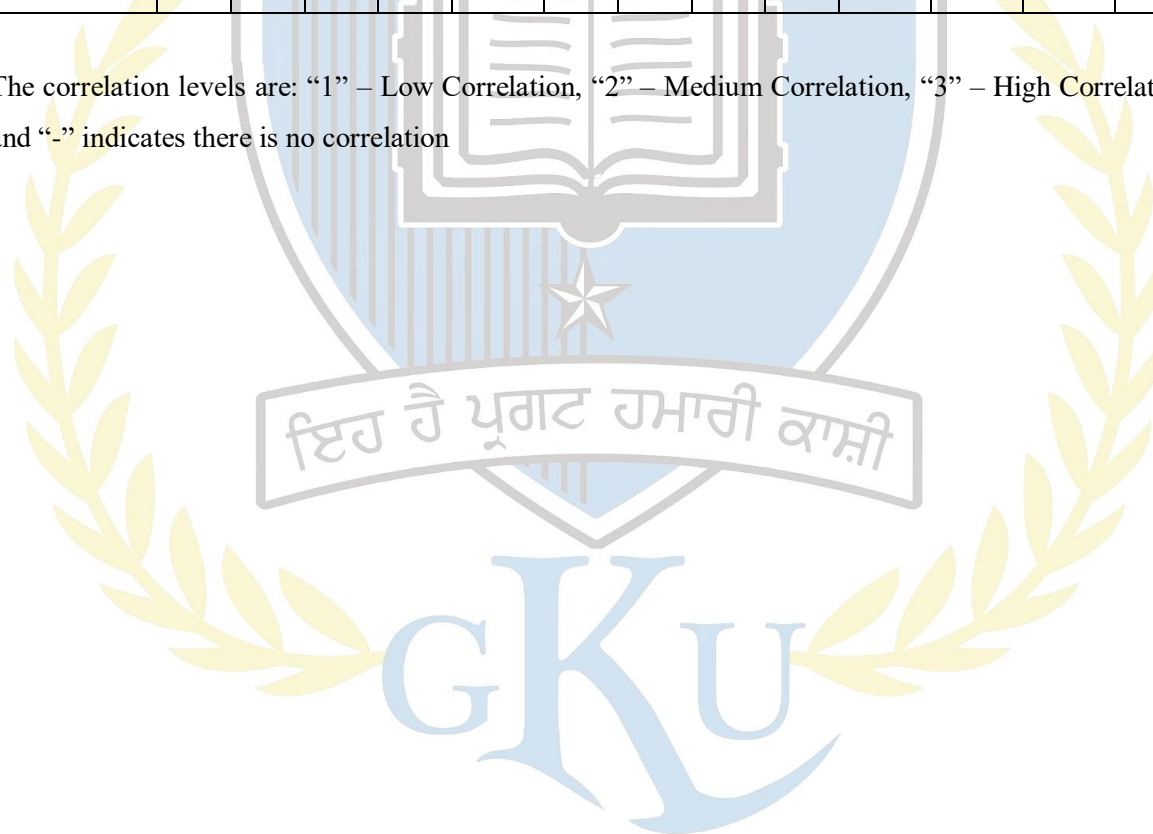 The correlation levels are: “1” – Low Correlation, “2” – Medium Correlation, “3” – High Correlat
and “-” indicates there is no correlation
ਇਹ ਹੈ ਪ੍ਰਗਟ ਹਮਾਰੀ ਕਾਸ਼ੀ
GKU